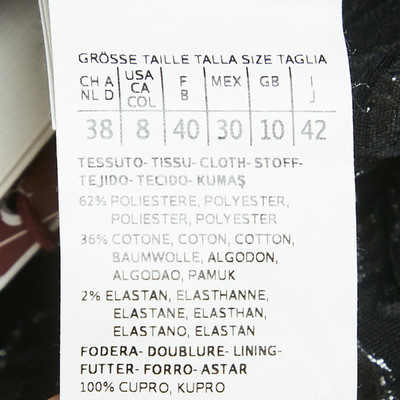 GRÖSSE TAILLE TALLA SIZE TAGLIA
CH A NL D USA CA COL F B MEX GB I J
38 8 40 30 10 42
TESSUTO- TISSU- CLOTH- STOFF-
TEJIDO- TECIDO- KUMAŞ
62% POLIESTERE, POLYESTER,
POLIESTER, POLYESTER
36% COTONE, COTON, COTTON,
BAUMWOLLE, ALGODON,
ALGODAO, PAMUK
2% ELASTAN, ELASTHANNE,
ELASTANE, ELASTHAN,
ELASTANO, ELASTAN
FODERA- DOUBLURE- LINING-
FUTTER- FORRO- ASTAR
100% CUPRO, KUPRO